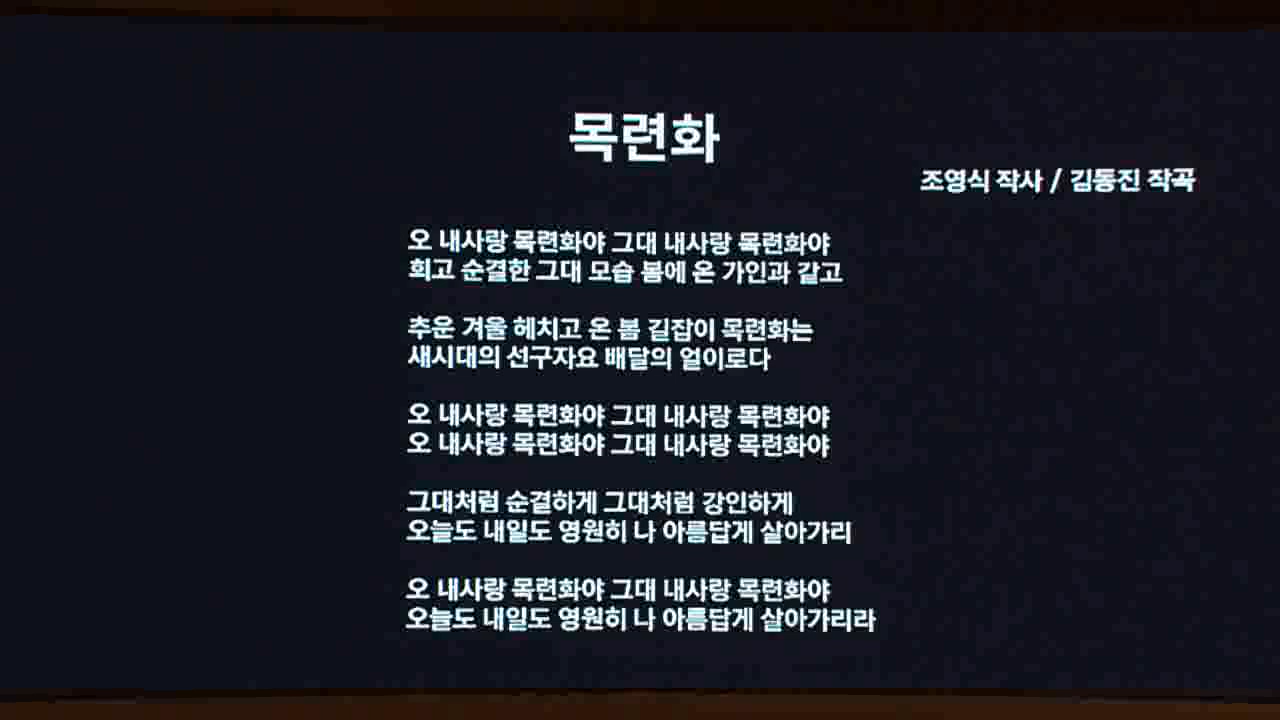 목련화
조영식 작사 / 김동진 작곡
오 내사랑 목련화야 그대 내사랑 목련화야
희고 순결한 그대 모습 봄에 온 가인과 같고
추운 겨울 헤치고 온 봄 길잡이 목련화는
새시대의 선구자요 배달의 얼이로다
오 내사랑 목련화야 그대 내사랑 목련화야
오 내사랑 목련화야 그대 내사랑 목련화야
그대처럼 순결하게 그대처럼 강인하게
오늘도 내일도 영원히 나 아름답게 살아가리
오 내사랑 목련화야 그대 내사랑 목련화야
오늘도 내일도 영원히 나 아름답게 살아가리라